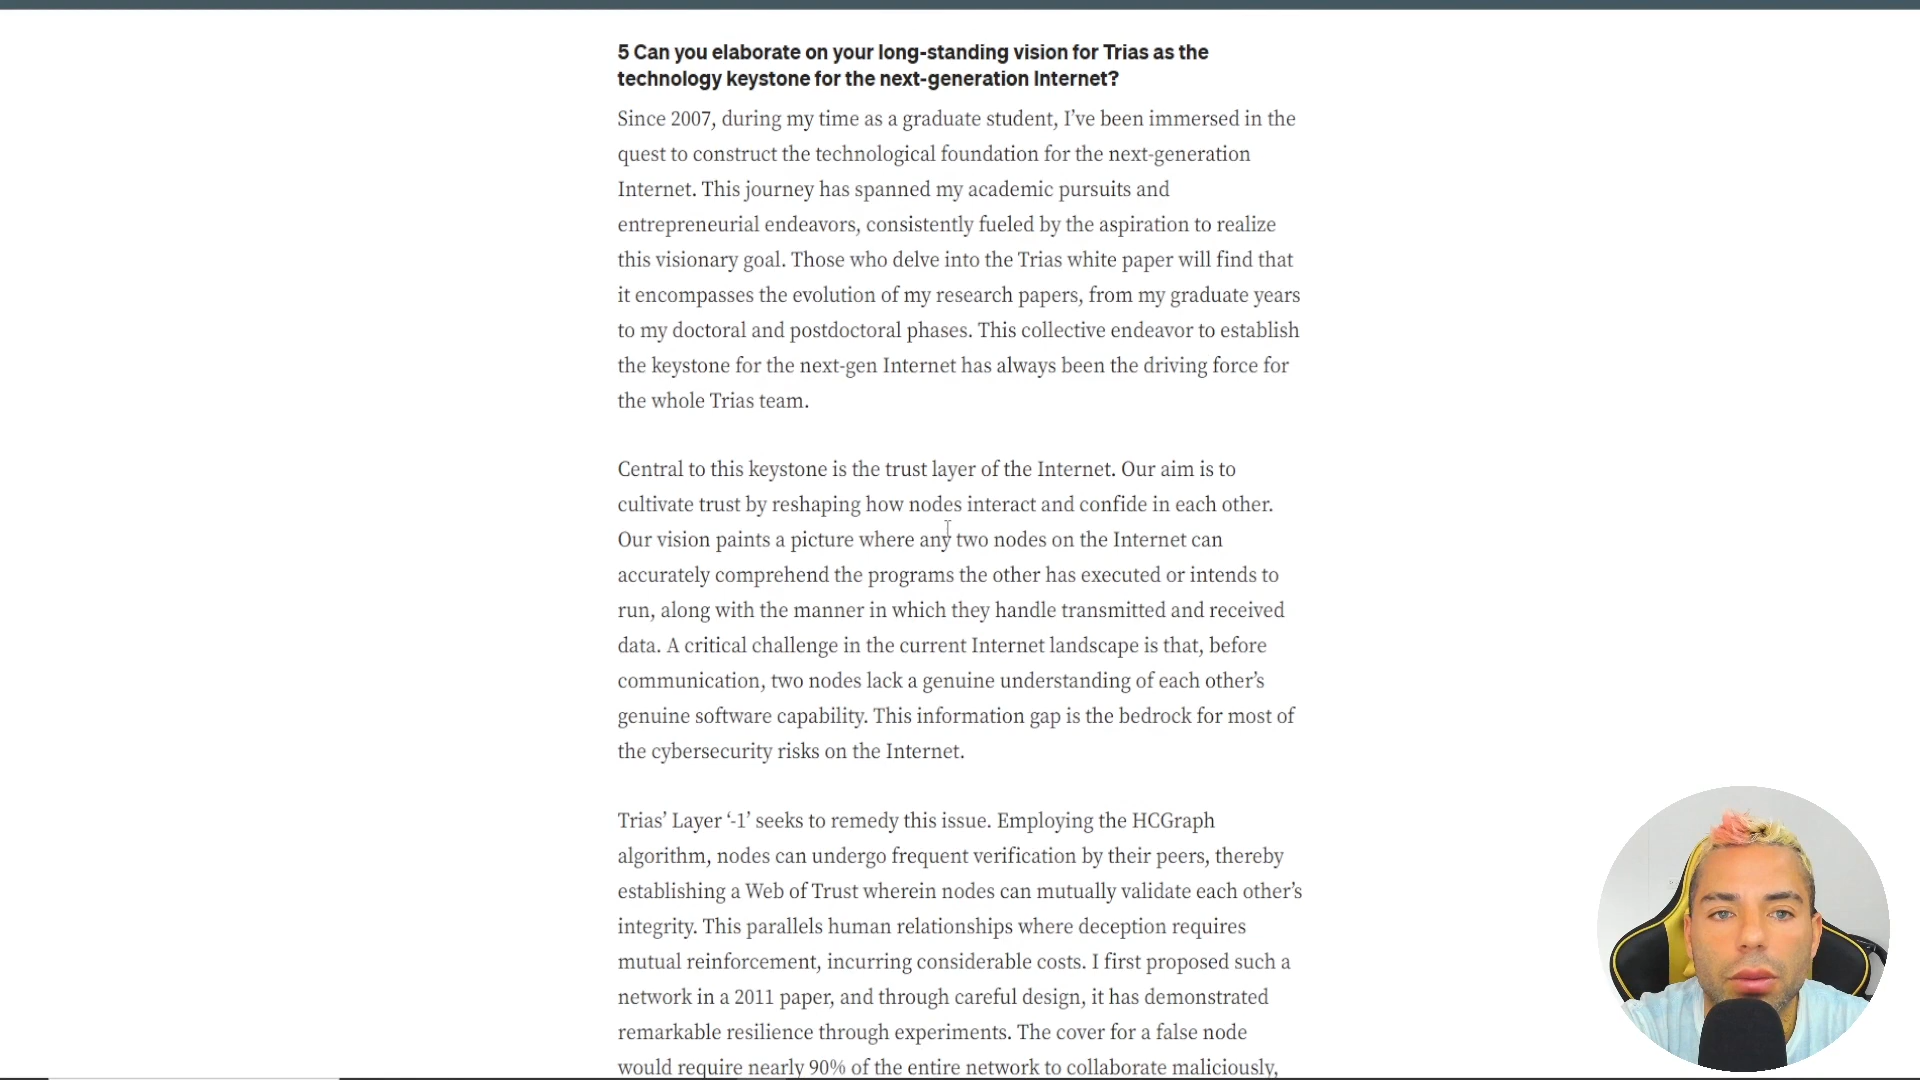 5 Can you elaborate on your long-standing vision for Trias as the
technology keystone for the next-generation Internet?
Since 2007, during my time as a graduate student, I’ve been immersed in the
quest to construct the technological foundation for the next-generation
Internet. This journey has spanned my academic pursuits and
entrepreneurial endeavors, consistently fueled by the aspiration to realize
this visionary goal. Those who delve into the Trias white paper will find that
it encompasses the evolution of my research papers, from my graduate years
to my doctoral and postdoctoral phases. This collective endeavor to establish
the keystone for the next-gen Internet has always been the driving force for
the whole Trias team.
Central to this keystone is the trust layer of the Internet. Our aim is to
cultivate trust by reshaping how nodes interact and confide in each other.
Our vision paints a picture where any two nodes on the Internet can
accurately comprehend the programs the other has executed or intends to
run, along with the manner in which they handle transmitted and received
data. A critical challenge in the current Internet landscape is that, before
communication, two nodes lack a genuine understanding of each other’s
genuine software capability. This information gap is the bedrock for most of
the cybersecurity risks on the Internet.
Trias’ Layer ‘-1’ seeks to remedy this issue. Employing the HCGraph
algorithm, nodes can undergo frequent verification by their peers, thereby
establishing a Web of Trust wherein nodes can mutually validate each other’s
integrity. This parallels human relationships where deception requires
mutual reinforcement, incurring considerable costs. I first proposed such a
network in a 2011 paper, and through careful design, it has demonstrated
remarkable resilience through experiments. The cover for a false node
would require nearly 90% of the entire network to collaborate maliciously,